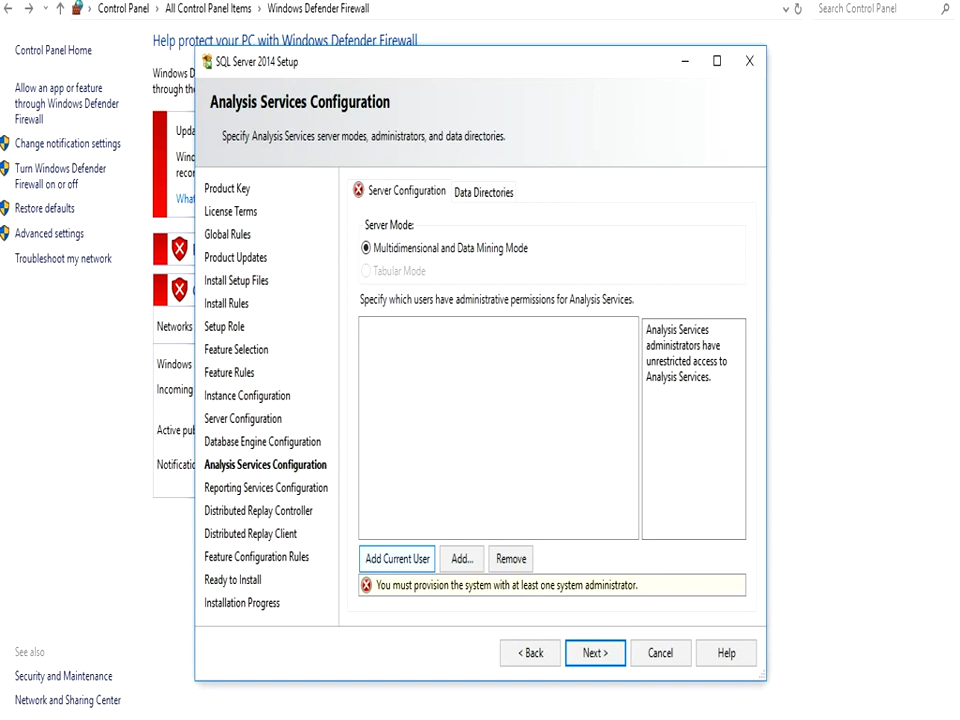 Control Panel > All Control Panel Items > Windows Defender Firewall
Search Control Panel
Control Panel Home
Allow an app or feature
through Windows Defender
Firewall
Change notification settings
Turn Windows Defender
Firewall on or off
Restore defaults
Advanced settings
Troubleshoot my network
See also
Security and Maintenance
Network and Sharing Center
Help protect your PC with Windows Defender Firewall
Windows D
through the
Upda
Wind
recor
What
Networks
Windows
Incoming
Active pub
Notificatio
SQL Server 2014 Setup
Analysis Services Configuration
Specify Analysis Services server modes, administrators, and data directories.
Product Key
License Terms
Global Rules
Product Updates
Install Setup Files
Install Rules
Setup Role
Feature Selection
Feature Rules
Instance Configuration
Server Configuration
Database Engine Configuration
Analysis Services Configuration
Reporting Services Configuration
Distributed Replay Controller
Distributed Replay Client
Feature Configuration Rules
Ready to Install
Installation Progress
Server Configuration
Data Directories
Server Mode:
Multidimensional and Data Mining Mode
Tabular Mode
Specify which users have administrative permissions for Analysis Services.
Analysis Services
administrators have
unrestricted access to
Analysis Services.
Add Current User
Add...
Remove
You must provision the system with at least one system administrator.
< Back
Next >
Cancel
Help